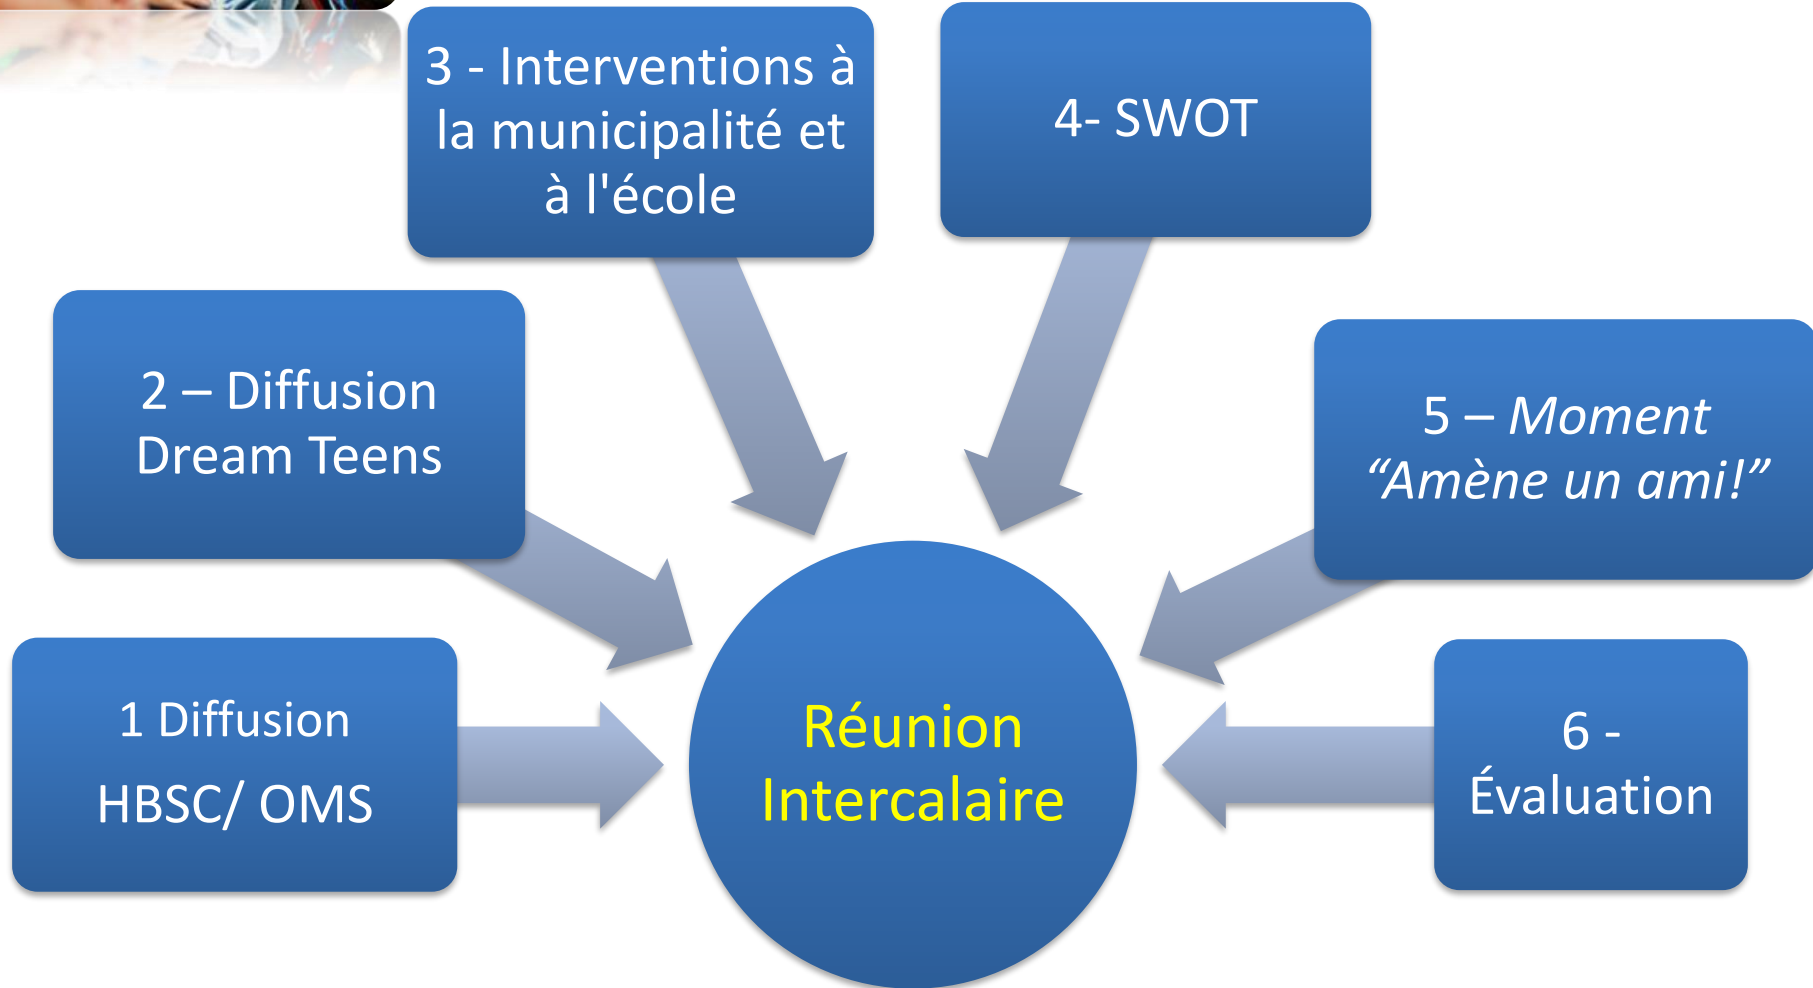 1 Diffusion
HBSC/ OMS
2 – Diffusion
Dream Teens
3 - Interventions à
la municipalité et
à l'école
4- SWOT
5 – Moment
“Amène un ami!”
6 -
Évaluation
Réunion
Intercalaire